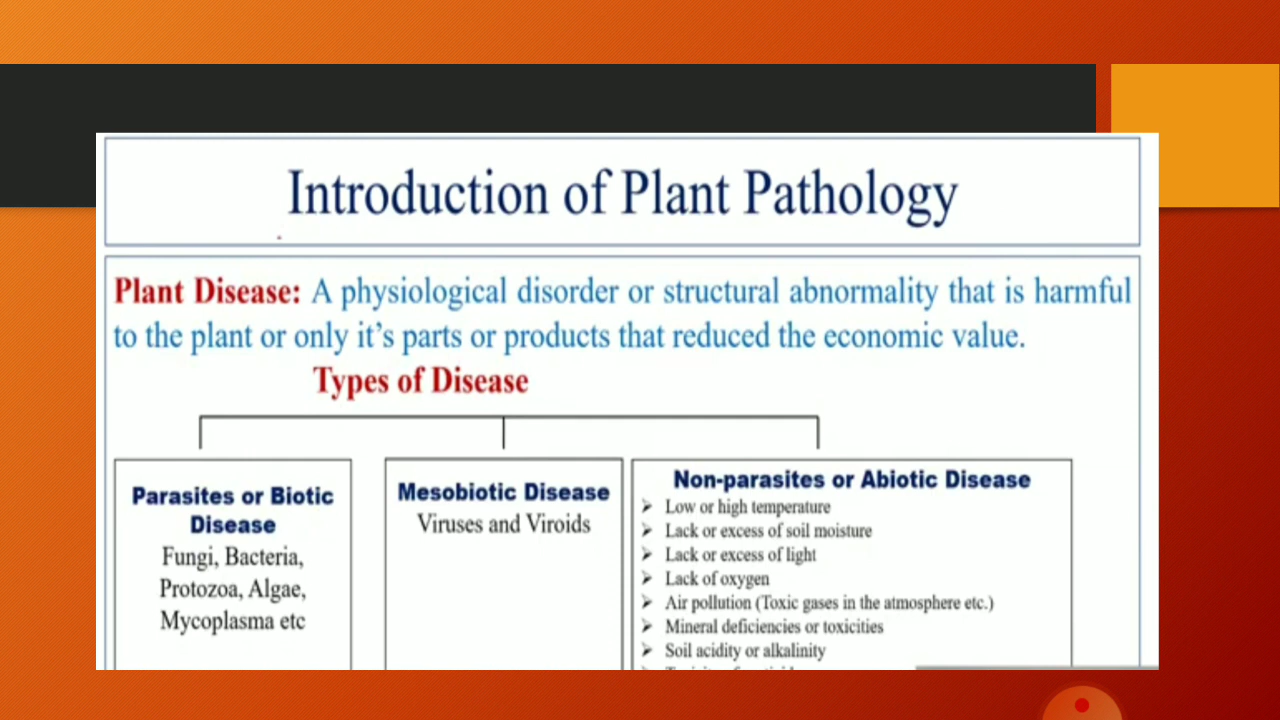 Introduction of Plant Pathology
Plant Disease: A physiological disorder or structural abnormality that is harmful
to the plant or only it's parts or products that reduced the economic value.
Types of Disease
Parasites or Biotic
Disease
Fungi, Bacteria,
Protozoa, Algae,
Mycoplasma etc
Mesobiotic Disease
Viruses and Viroids
Non-parasites or Abiotic Disease
Low or high temperature
Lack or excess of soil moisture
Lack or excess of light
Lack of oxygen
Air pollution (Toxic gases in the atmosphere etc.)
Mineral deficiencies or toxicities
Soil acidity or alkalinity